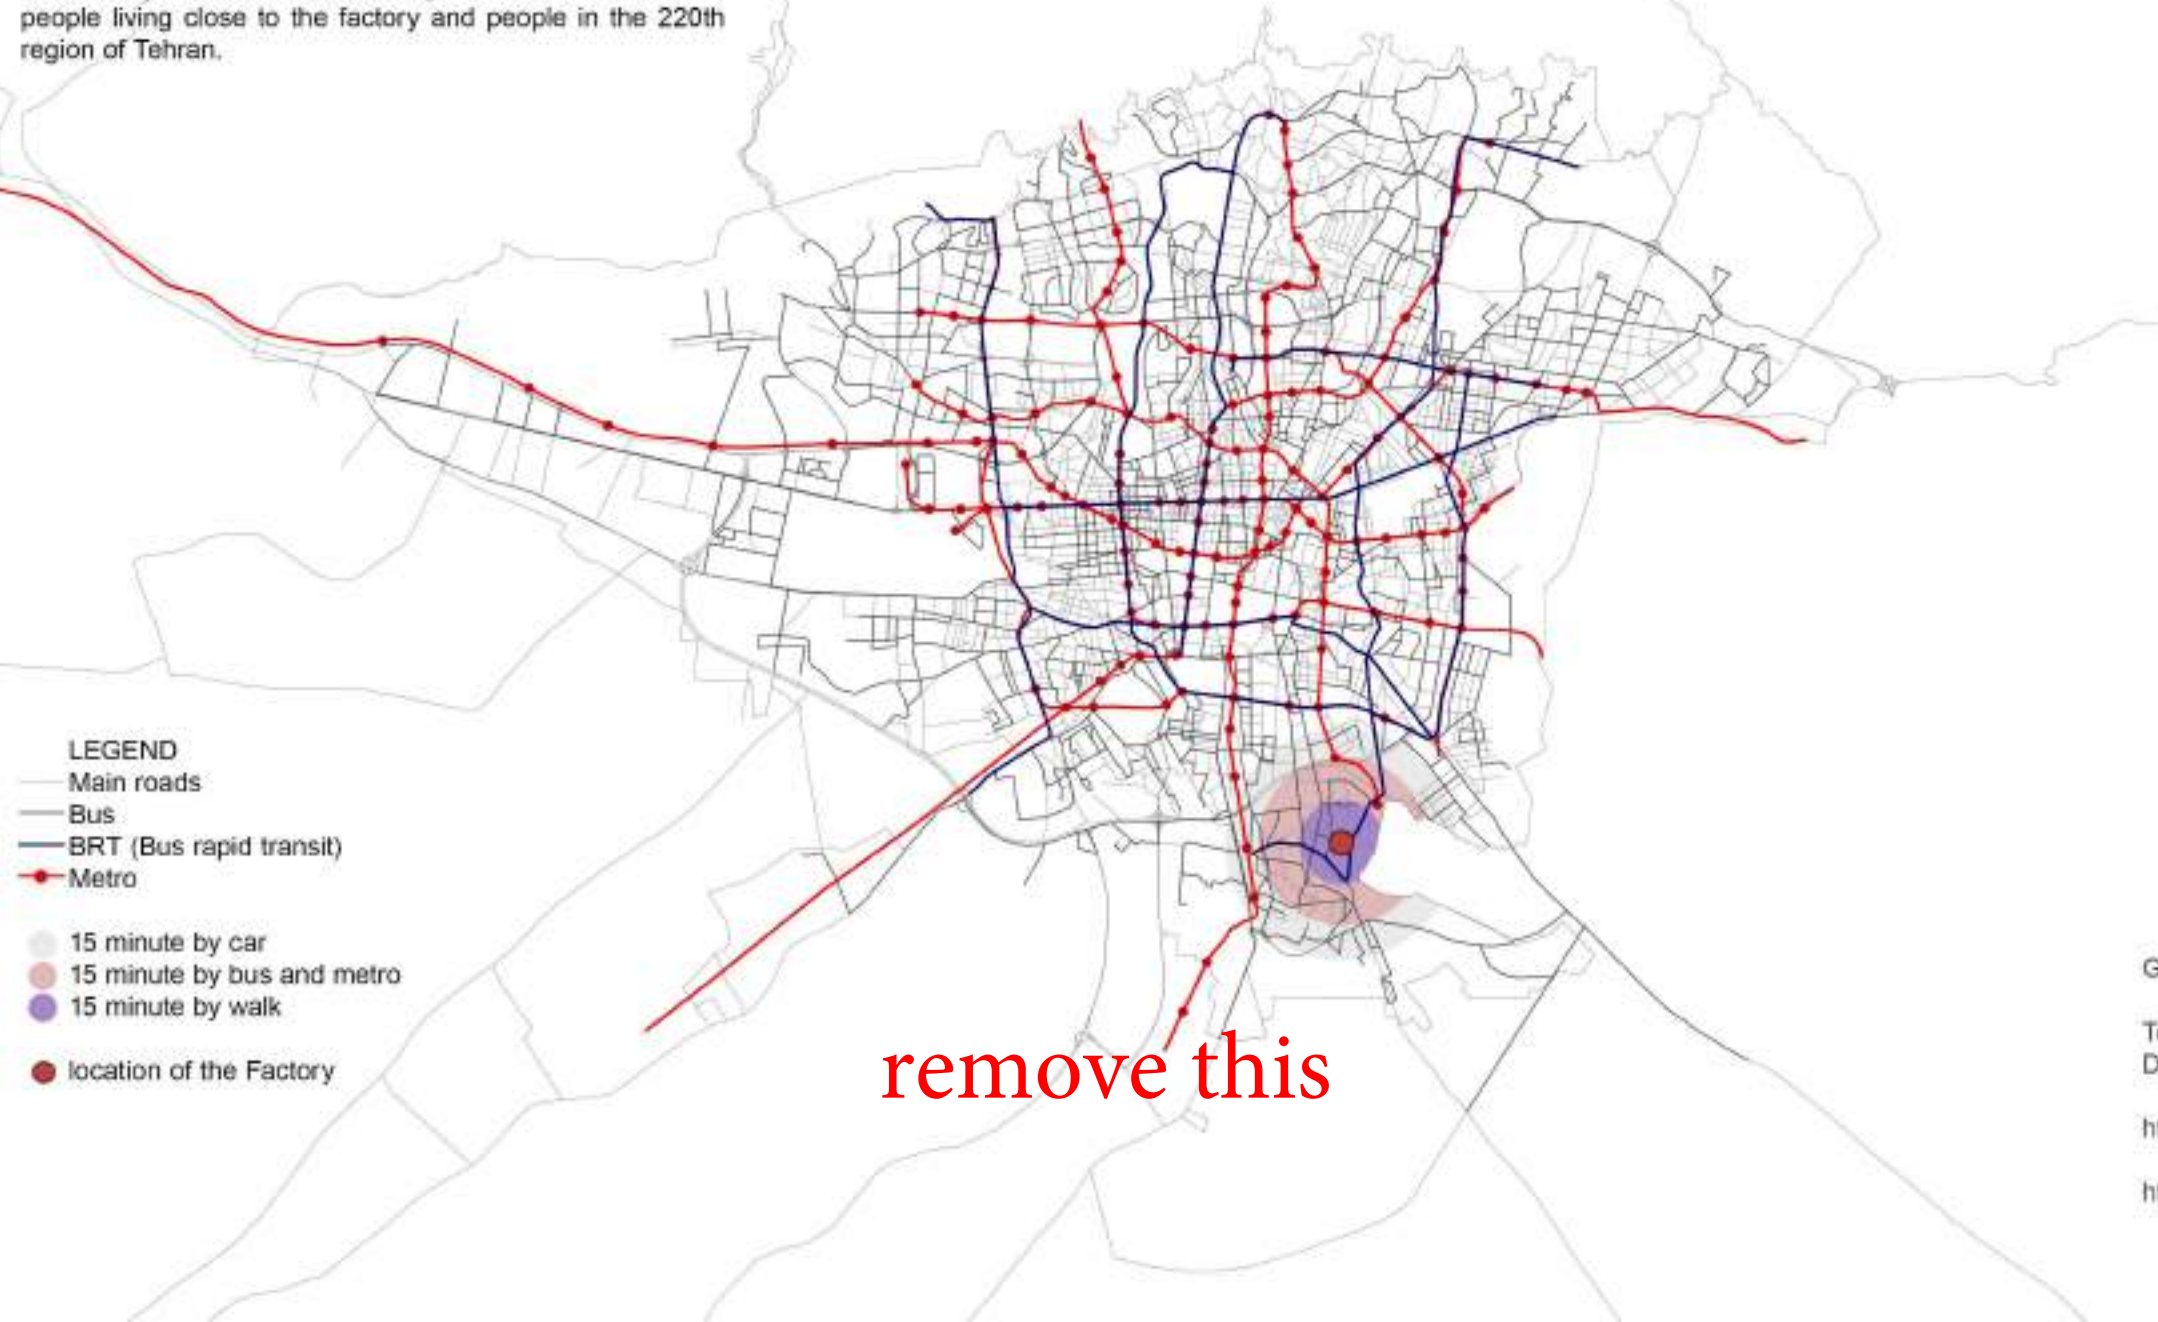 people living close to the factory and people in the 220th
region of Tehran.
LEGEND
Main roads
Bus
BRT (Bus rapid transit)
Metro
15 minute by car
15 minute by bus and metro
15 minute by walk
location of the Factory
remove this